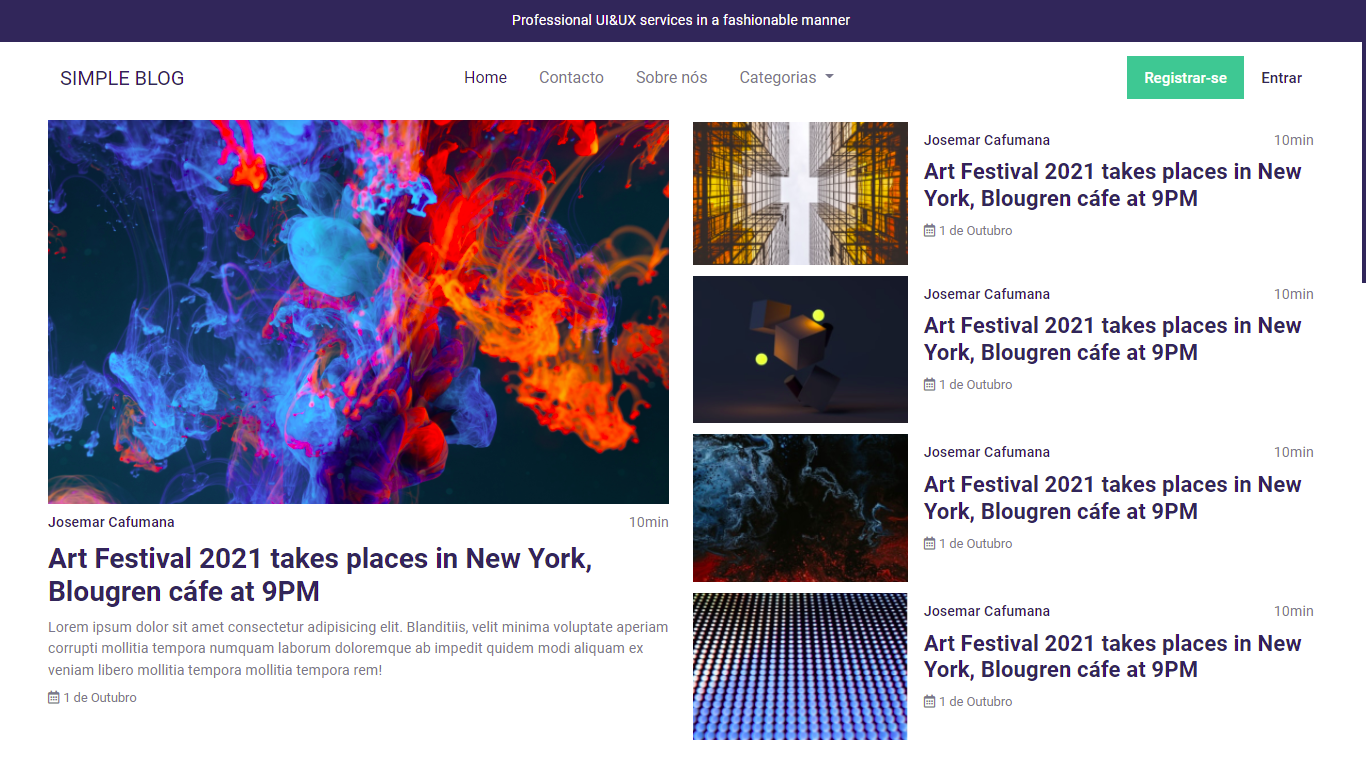 Professional UI&UX services in a fashionable manner
SIMPLE BLOG
Home
Contacto
Sobre nós
Categorias
Registrar-se
Entrar
Josemar Cafumana
10min
Art Festival 2021 takes places in New York,
Blougren cáfe at 9PM
Lorem ipsum dolor sit amet consectetur adipisicing elit. Blanditiis, velit minima voluptate aperiam
corrupti mollitia tempora numquam laborum doloremque ab impedit quidem modi aliquam ex
veniam libero mollitia tempora mollitia tempora rem!
1 de Outubro
Josemar Cafumana
10min
Art Festival 2021 takes places in New
York, Blougren cáfe at 9PM
1 de Outubro
Josemar Cafumana
10min
Art Festival 2021 takes places in New
York, Blougren cáfe at 9PM
1 de Outubro
Josemar Cafumana
10min
Art Festival 2021 takes places in New
York, Blougren cáfe at 9PM
1 de Outubro
Josemar Cafumana
10min
Art Festival 2021 takes places in New
York, Blougren cáfe at 9PM
1 de Outubro